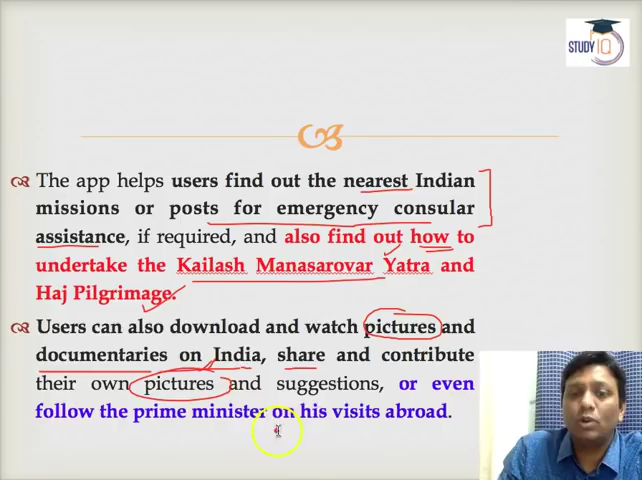 STUDY IQ
The app helps users find out the nearest Indian
missions or posts for emergency consular
assistance, if required, and also find out how to
undertake the Kailash Manasarovar Yatra and
Haj Pilgrimage.
Users can also download and watch pictures and
documentaries on India, share and contribute
their own pictures and suggestions, or even
follow the prime minister on his visits abroad.